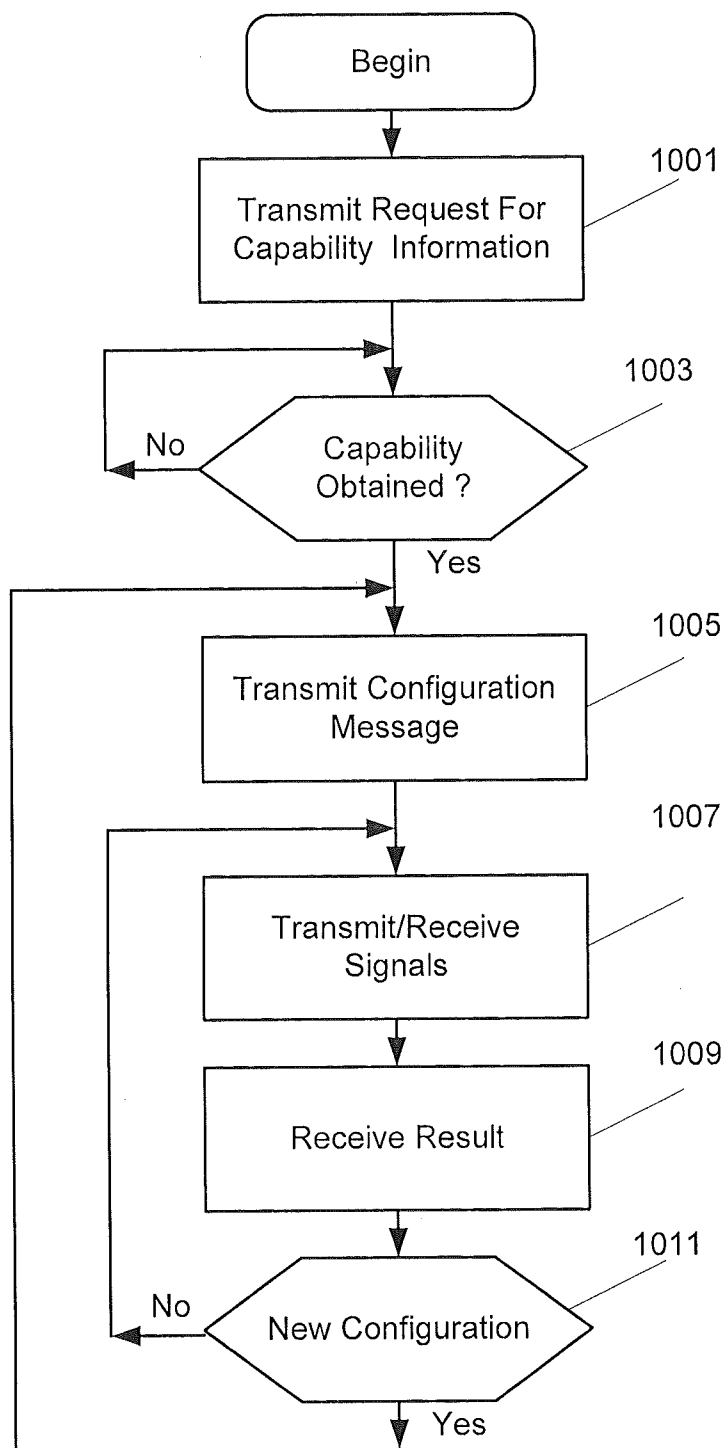 Begin
1001
Transmit Request For
Capability Information
1003
Capability
Obtained ?
No
Yes
1005
Transmit Configuration
Message
1007
Transmit/Receive
Signals
1009
Receive Result
1011
New Configuration
No
Yes